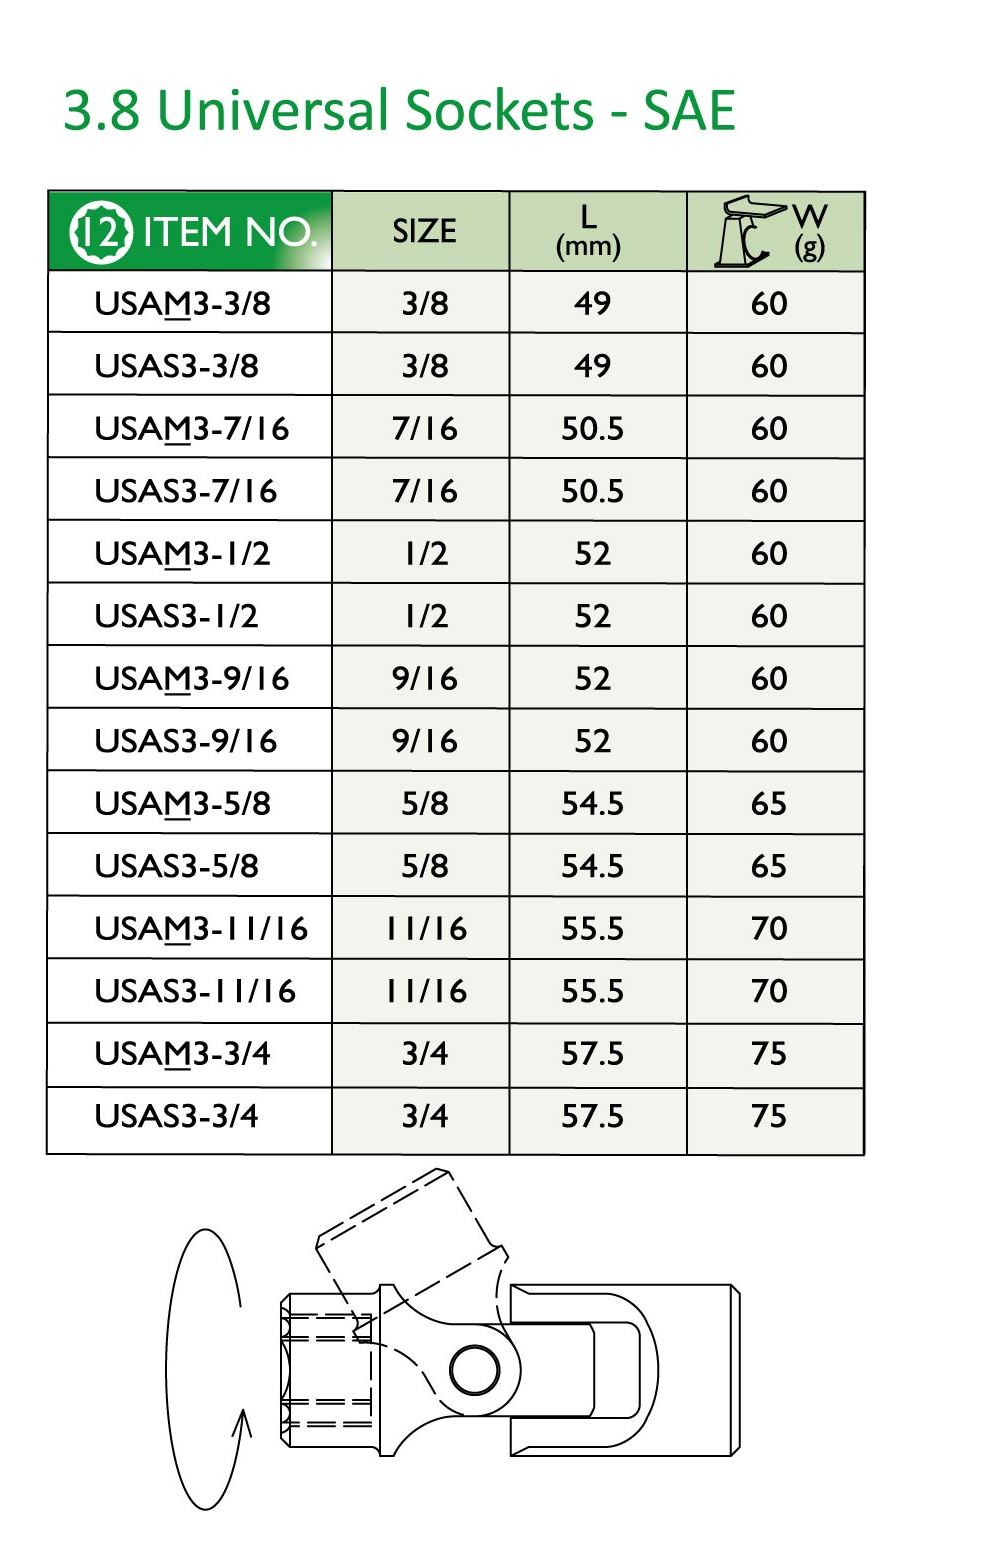 3.8 Universal Sockets - SAE
12 ITEM NO. SIZE L (mm) W (g)
USAM3-3/8 3/8 49 60
USAS3-3/8 3/8 49 60
USAM3-7/16 7/16 50.5 60
USAS3-7/16 7/16 50.5 60
USAM3-1/2 1/2 52 60
USAS3-1/2 1/2 52 60
USAM3-9/16 9/16 52 60
USAS3-9/16 9/16 52 60
USAM3-5/8 5/8 54.5 65
USAS3-5/8 5/8 54.5 65
USAM3-11/16 11/16 55.5 70
USAS3-11/16 11/16 55.5 70
USAM3-3/4 3/4 57.5 75
USAS3-3/4 3/4 57.5 75